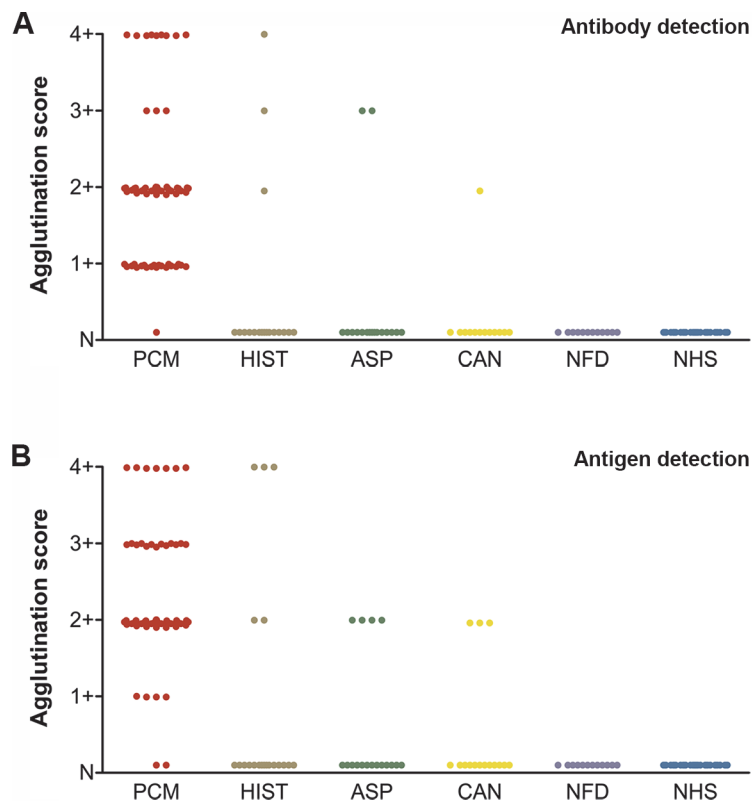 A
Antibody detection
Agglutination score
4+
3+
2+
1+
N
PCM HIST ASP CAN NFD NHS
B
Antigen detection
Agglutination score
4+
3+
2+
1+
N
PCM HIST ASP CAN NFD NHS